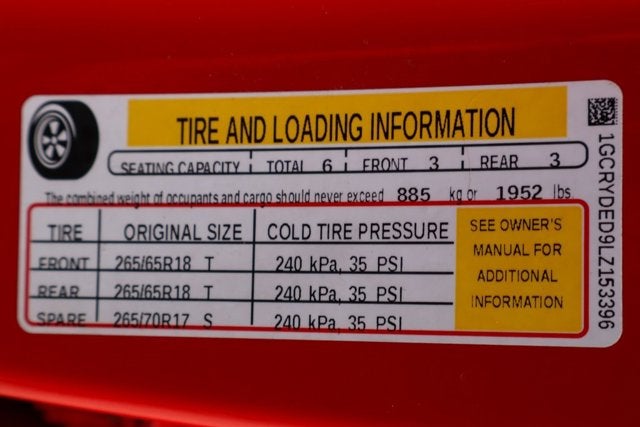 TIRE AND LOADING INFORMATION
SEATING CAPACITY TOTAL 6 FRONT 3 REAR 3
The combined weight of occupants and cargo should never exceed 885 kg or 1952 lbs
TIRE ORIGINAL SIZE COLD TIRE PRESSURE
FRONT 265/65R18 T 240 kPa, 35 PSI
REAR 265/65R18 T 240 kPa, 35 PSI
SPARE 265/70R17 S 240 kPa, 35 PSI
SEE OWNER'S
MANUAL FOR
ADDITIONAL
INFORMATION
1GCRYDED9LZ153396